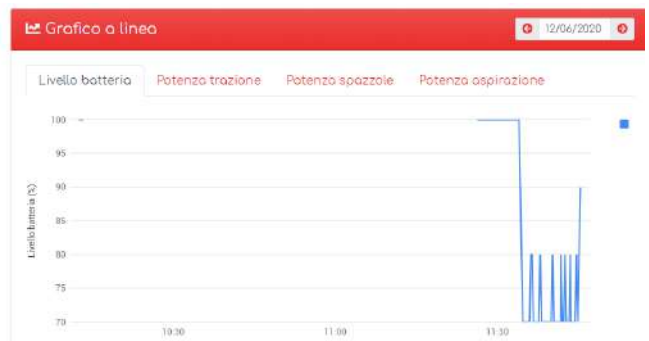 Grafico a linea
12/06/2020
Livello batteria Potenza trazione Potenza spazzole Potenza aspirazione
100
95
90
85
80
75
70
Livello batteria (%)
10:30 11:00 11:30